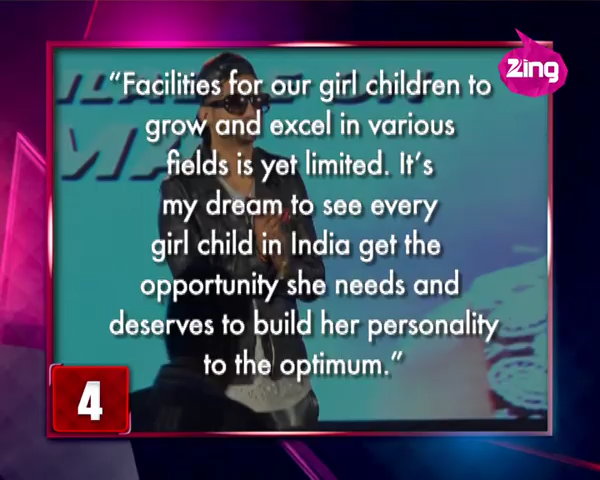 Zing
"Facilities for our girl children to
grow and excel in various
fields is yet limited. It's
my dream to see every
girl child in India get the
opportunity she needs and
deserves to build her personality
to the optimum."
4